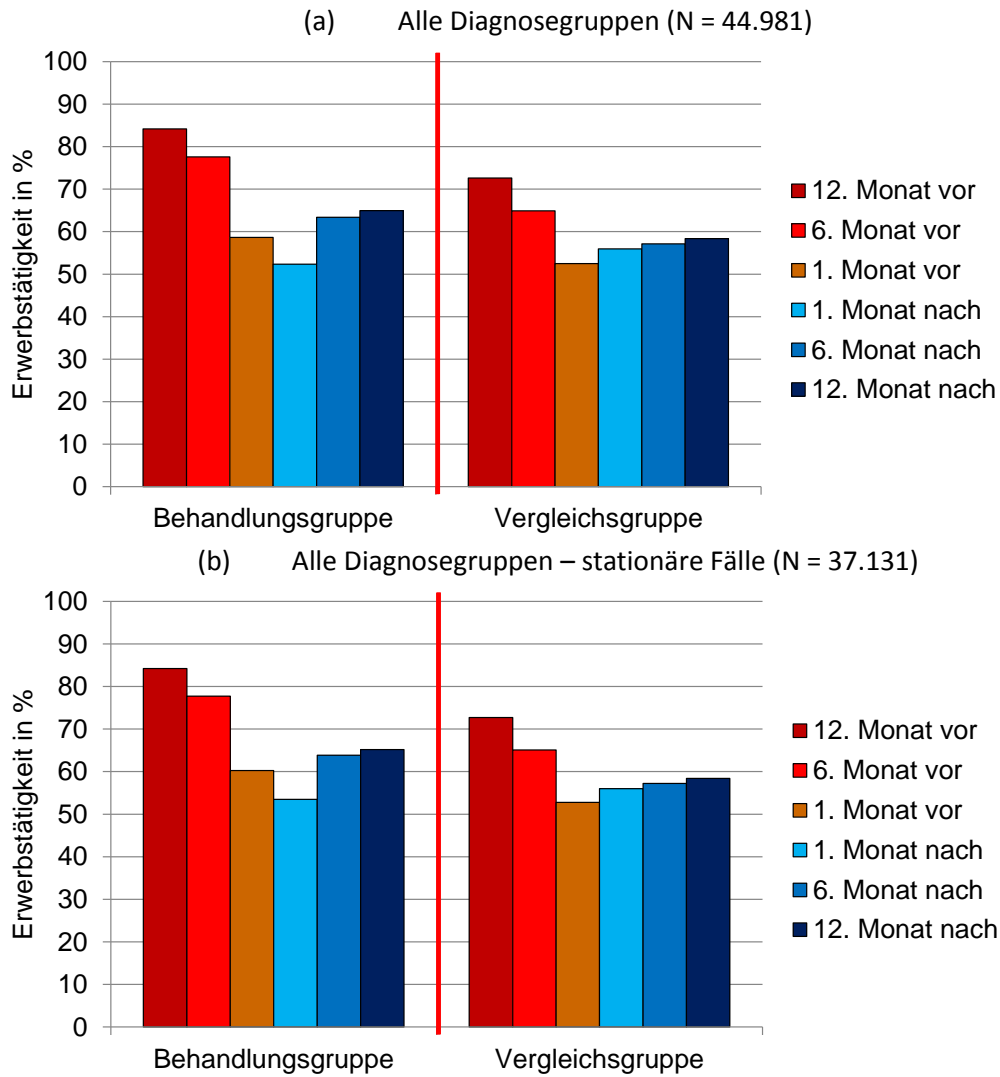 (a) Alle Diagnosegruppen (N = 44.981)
Erwerbstätigkeit in %
100
90
80
70
60
50
40
30
20
10
0
Behandlungsgruppe Vergleichsgruppe
12. Monat vor
6. Monat vor
1. Monat vor
1. Monat nach
6. Monat nach
12. Monat nach
(b) Alle Diagnosegruppen – stationäre Fälle (N = 37.131)
Erwerbstätigkeit in %
100
90
80
70
60
50
40
30
20
10
0
Behandlungsgruppe Vergleichsgruppe
12. Monat vor
6. Monat vor
1. Monat vor
1. Monat nach
6. Monat nach
12. Monat nach